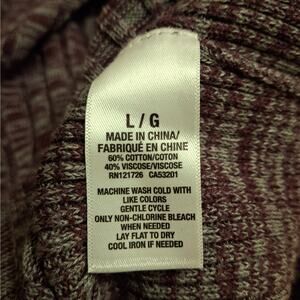 L / G
MADE IN CHINA/
FABRIQUÉ EN CHINE
60% COTTON/COTON
40% VISCOSE/VISCOSE
RN121726 CA53201
MACHINE WASH COLD WITH
LIKE COLORS
GENTLE CYCLE
ONLY NON-CHLORINE BLEACH
WHEN NEEDED
LAY FLAT TO DRY
COOL IRON IF NEEDED